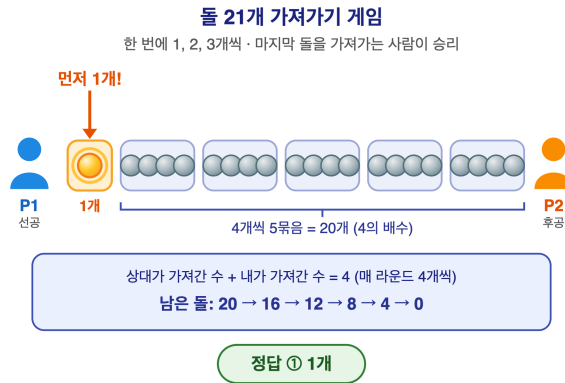 돌 21개 가져가기 게임
한 번에 1, 2, 3개씩 · 마지막 돌을 가져가는 사람이 승리
먼저 1개!
P1
선공
1개
P2
후공
4개씩 5묶음 = 20개 (4의 배수)
상대가 가져간 수 + 내가 가져간 수 = 4 (매 라운드 4개씩)
남은 돌: 20 → 16 → 12 → 8 → 4 → 0
정답 ① 1개